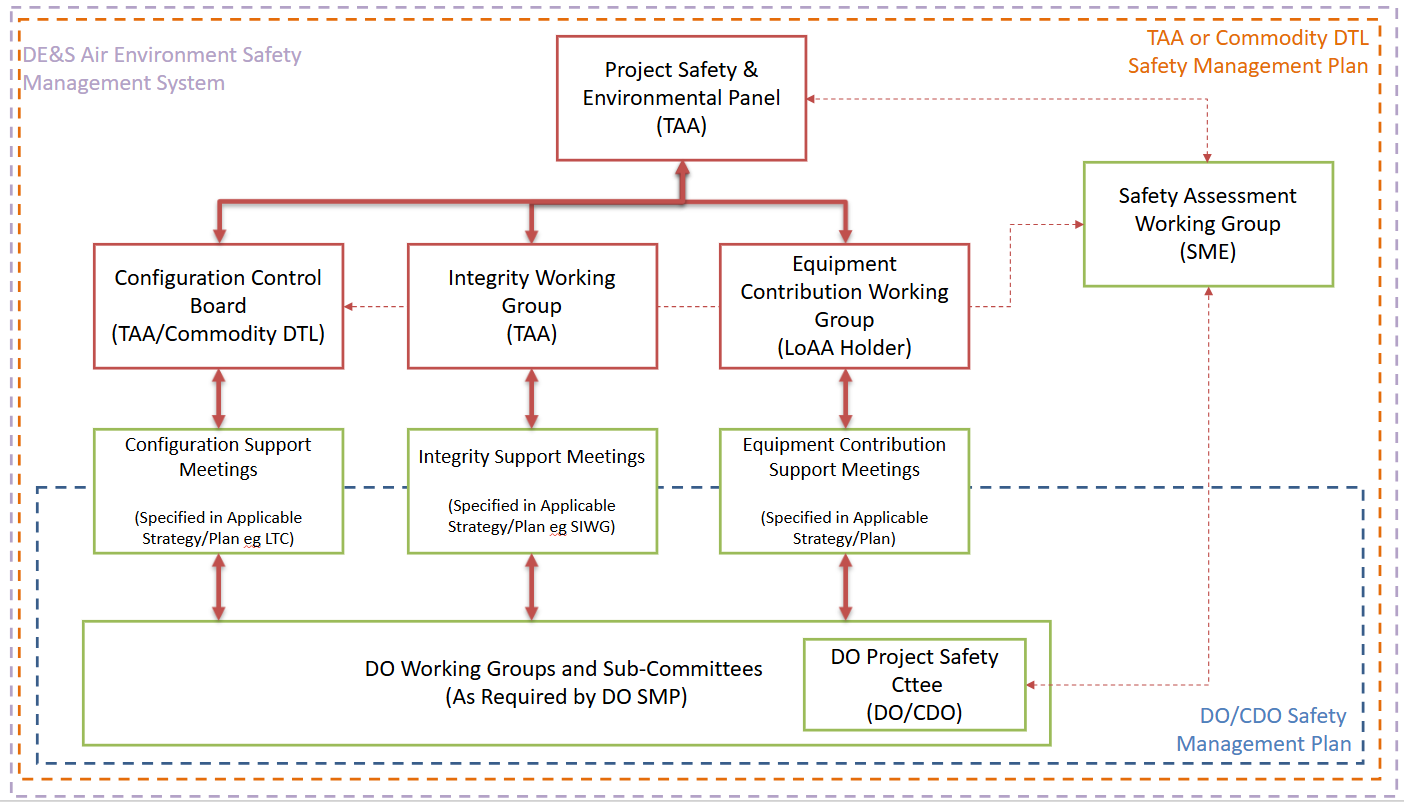 DE&S Air Environment Safety
Management System
TAA or Commodity DTL
Safety Management Plan
Project Safety &
Environmental Panel
(TAA)
Safety Assessment
Working Group
(SME)
Configuration Control
Board
(TAA/Commodity DTL)
Integrity Working
Group
(TAA)
Equipment
Contribution Working
Group
(LoAA Holder)
Configuration Support
Meetings
(Specified in Applicable
Strategy/Plan eg LTC)
Integrity Support Meetings
(Specified in Applicable
Strategy/Plan eg SIWG)
Equipment Contribution
Support Meetings
(Specified in Applicable
Strategy/Plan)
DO Working Groups and Sub-Committees
(As Required by DO SMP)
DO Project Safety
Cttee
(DO/CDO)
DO/CDO Safety
Management Plan